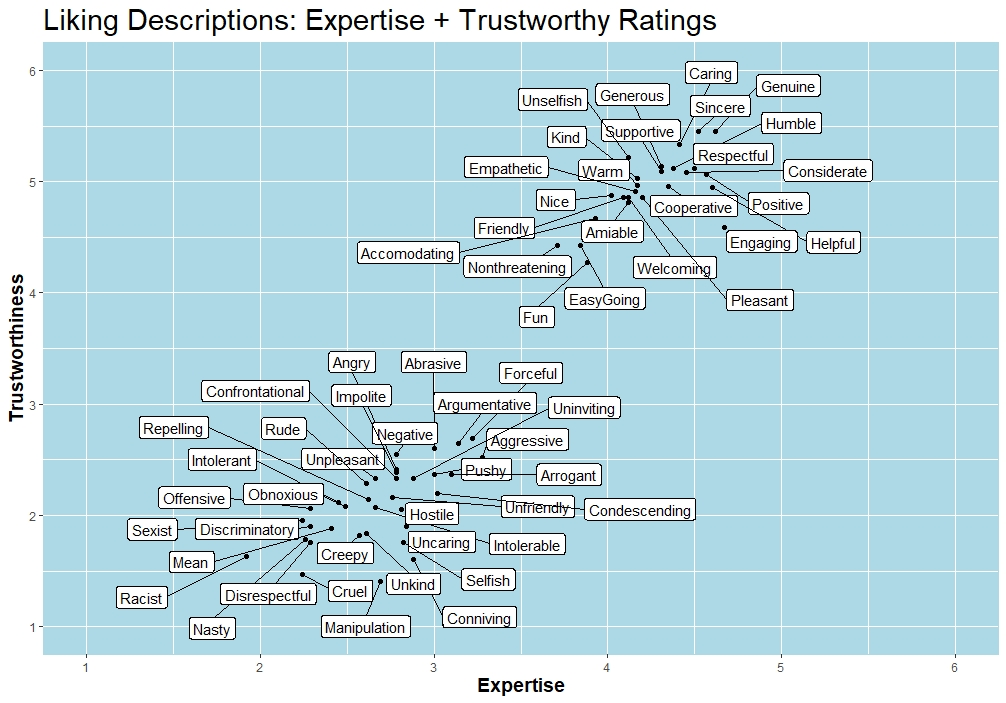 Liking Descriptions: Expertise + Trustworthy Ratings
Trustworthiness
6
5
4
3
2
1
Caring
Genuine
Unselfish
Generous
Sincere
Supportive
Humble
Kind
Respectful
Empathetic
Warm
Considerate
Nice
Cooperative
Positive
Friendly
Amiable
Engaging
Helpful
Accomodating
Nonthreatening
Welcoming
EasyGoing
Pleasant
Fun
Angry
Abrasive
Forceful
Confrontational
Impolite
Argumentative
Uninviting
Repelling
Rude
Negative
Aggressive
Intolerant
Unpleasant
Pushy
Arrogant
Offensive
Obnoxious
Unfriendly
Condescending
Hostile
Sexist
Discriminatory
Uncaring
Intolerable
Mean
Creepy
Selfish
Racist
Disrespectful
Cruel
Unkind
Nasty
Manipulation
Conniving
1
2
3
4
5
6
Expertise